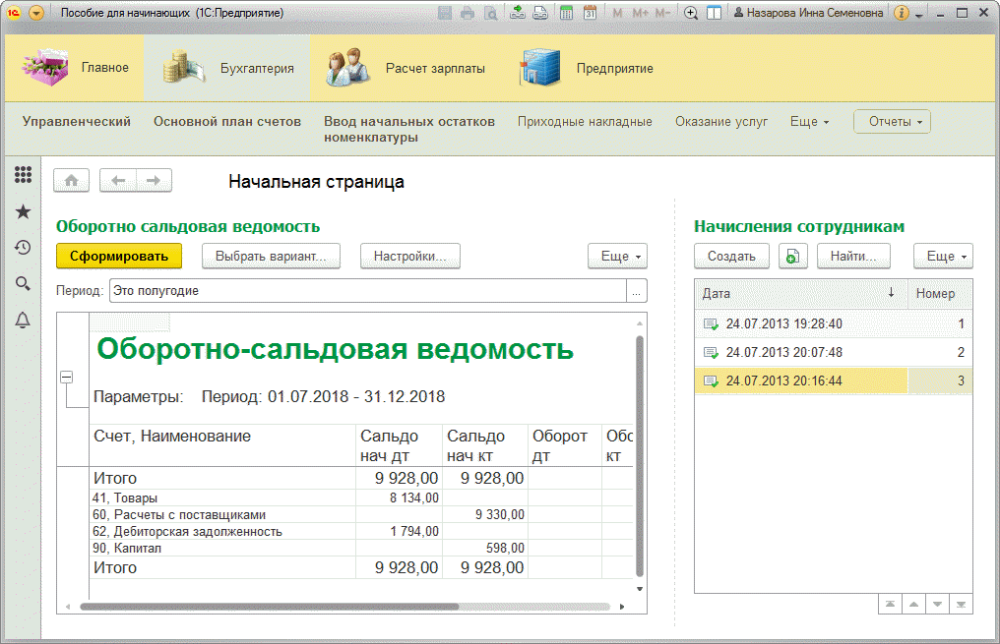 Пособие для начинающих (1С:Предприятие)
M M+ M-
31
Назарова Инна Семеновна
Главное
Бухгалтерия
Расчет зарплаты
Предприятие
Управленческий
Основной план счетов
Ввод начальных остатков
номенклатуры
Приходные накладные
Оказание услуг
Еще
Отчеты
Начальная страница
Оборотно сальдовая ведомость
Сформировать
Выбрать вариант...
Настройки...
Еще
Период: Это полугодие ...
Оборотно-сальдовая ведомость
Параметры: Период: 01.07.2018 - 31.12.2018
Счет, Наименование Сальдо Сальдо Оборот Обо
нач дт нач кт дт кт
Итого 9 928,00 9 928,00
41, Товары 8 134,00
60, Расчеты с поставщиками 9 330,00
62, Дебиторская задолженность 1 794,00
90, Капитал 598,00
Итого 9 928,00 9 928,00
Начисления сотрудникам
Создать
Найти...
Еще
Дата ↓ Номер
24.07.2013 19:28:40 1
24.07.2013 20:07:48 2
24.07.2013 20:16:44 3